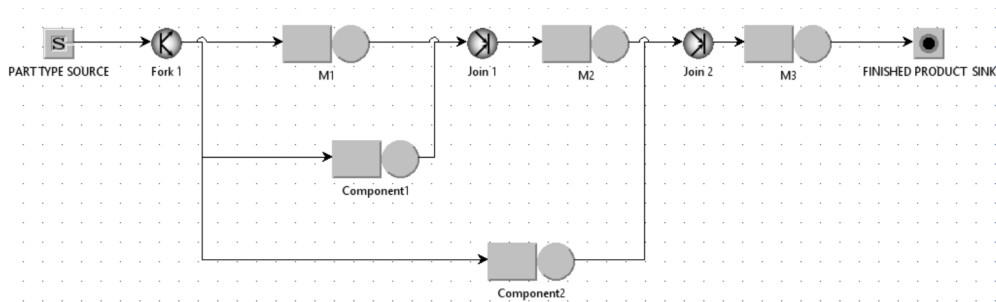 S
PART TYPE SOURCE
Fork 1
M1
Join 1
M2
Join 2
M3
FINISHED PRODUCT SINK
Component1
Component2